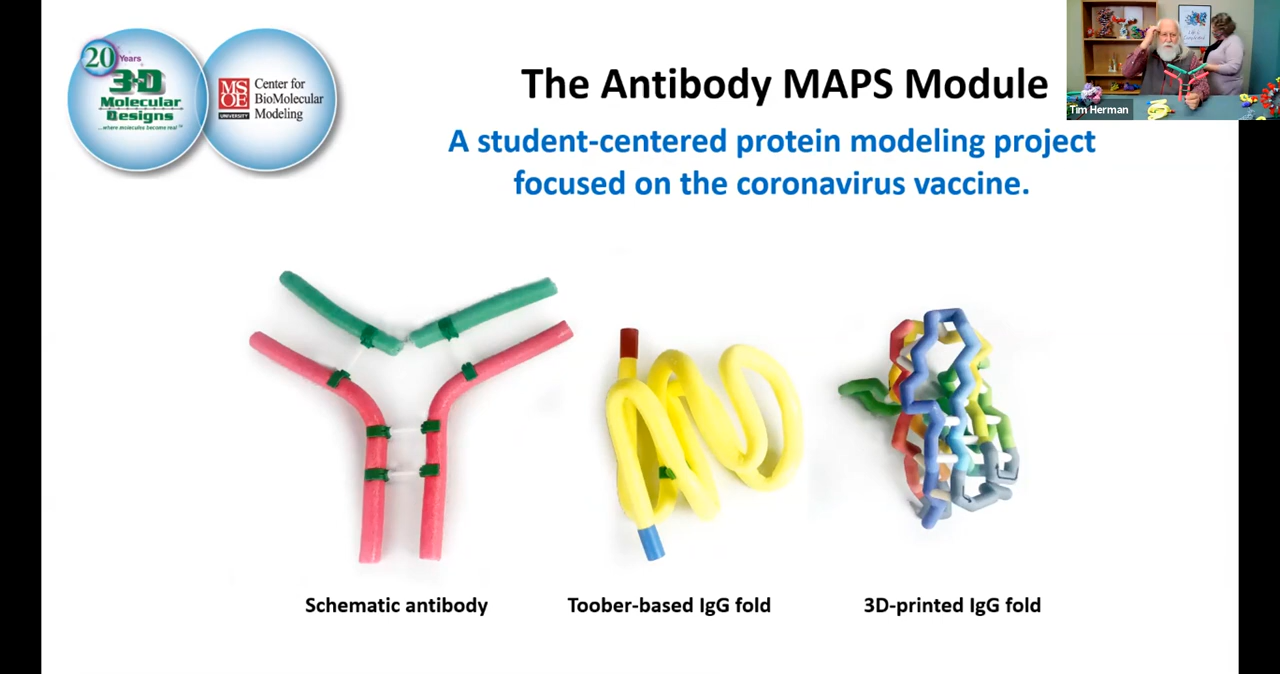 20 Years
3-D
Molecular
Designs
...where molecules become real™
MSOE
UNIVERSITY
Center for
BioMolecular
Modeling
The Antibody MAPS Module
A student-centered protein modeling project
focused on the coronavirus vaccine.
Tim Herman
Schematic antibody
Toober-based IgG fold
3D-printed IgG fold